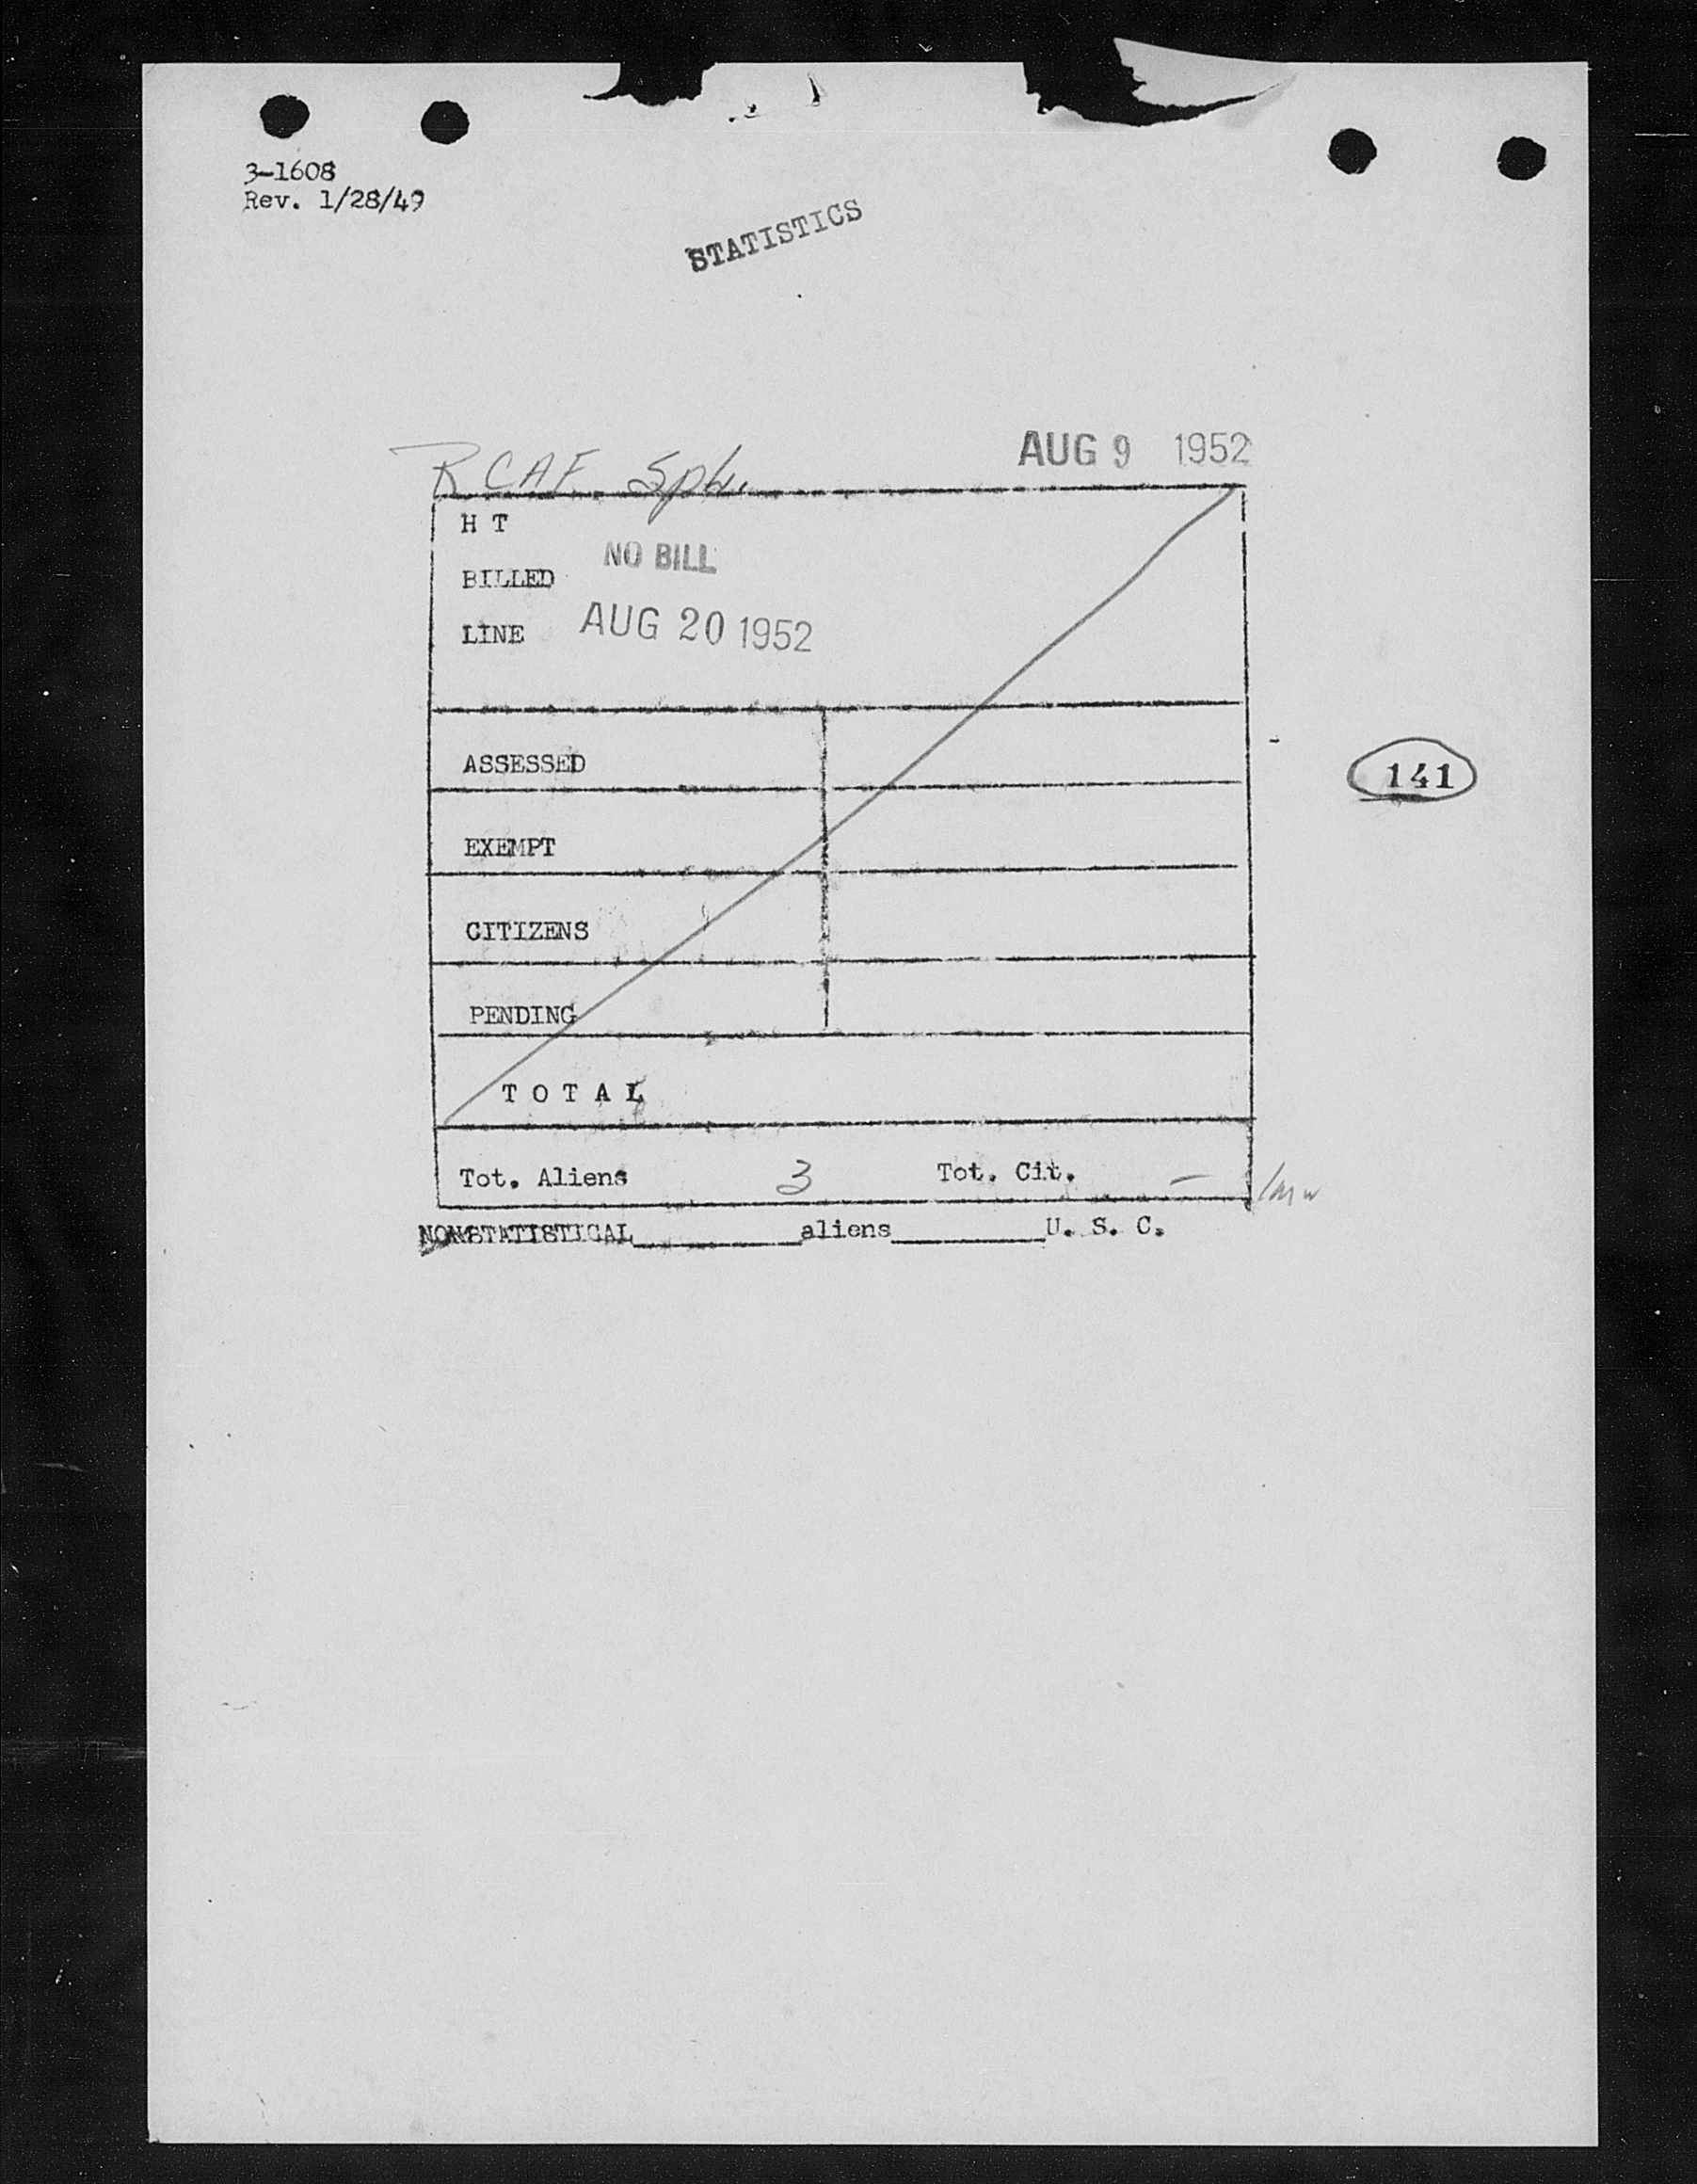 3-1608
Rev. 1/28/49
STATISTICS
RCAF Spl.
AUG 9 1952
H T
NO BILL
BILLED
LINE AUG 20 1952
ASSESSED
141
EXEMPT
CITIZENS
PENDING
T O T A L
Tot. Aliens 3 Tot. Cit. -
NONSTATISTICAL aliens U. S. C.